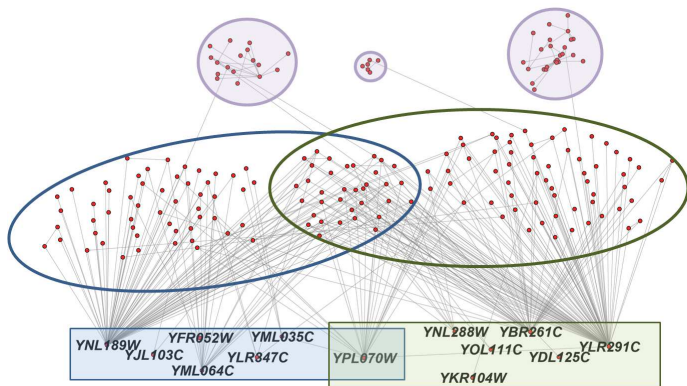 YNL189W
YJL103C
YFR052W
YML064C
YLR347C
YML035C
YPL070W
YNL288W
YOL111C
YKR104W
YBR261C
YDL125C
YLR291C